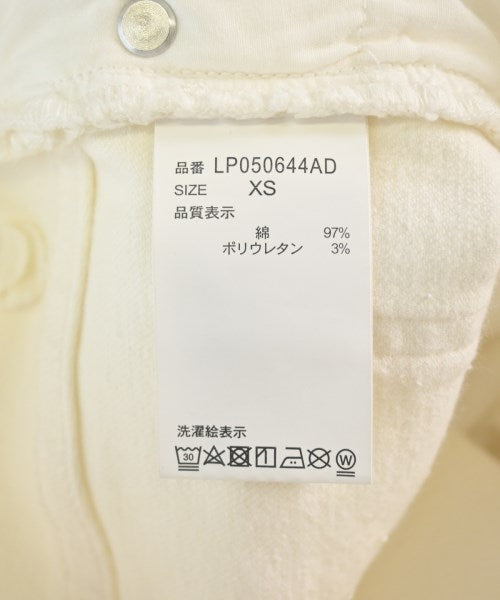 品番 LP050644AD
SIZE XS
品質表示
綿 97%
ポリウレタン 3%
洗濯絵表示
30 W